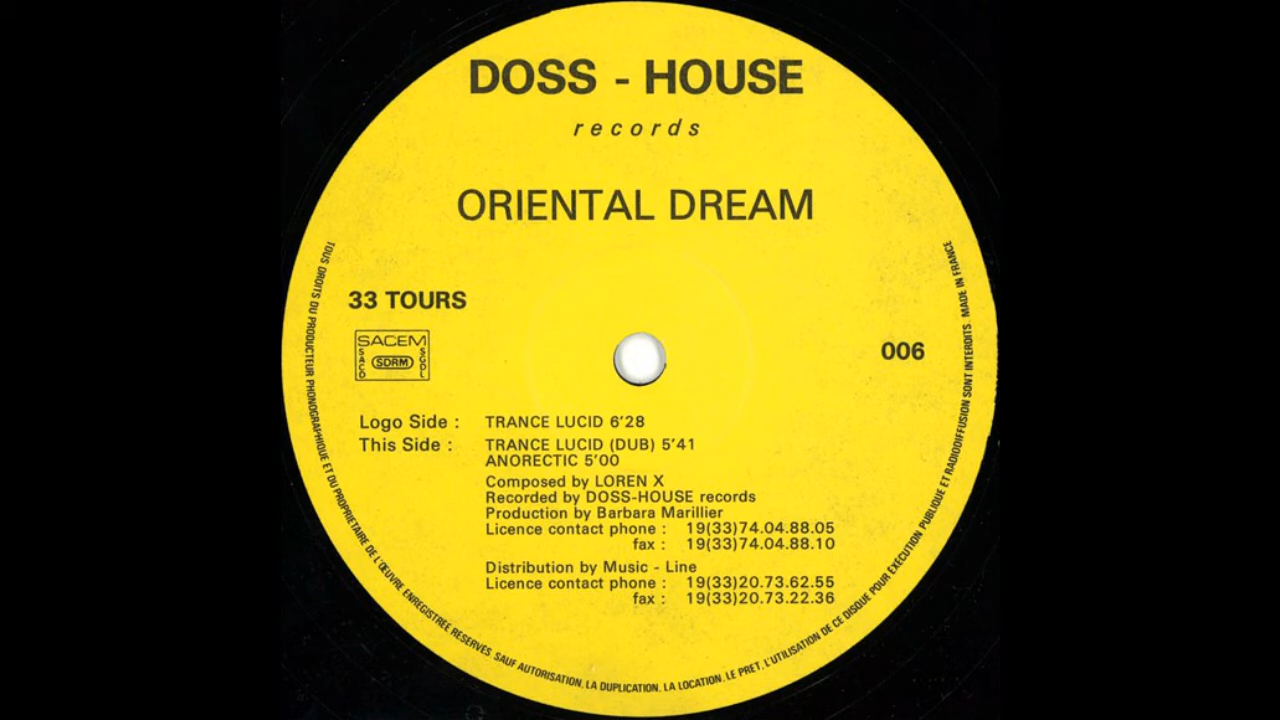 DOSS - HOUSE
records
ORIENTAL DREAM
33 TOURS
SACEM
SACD
SDRM
SGDL
006
Logo Side : TRANCE LUCID 6'28
This Side : TRANCE LUCID (DUB) 5'41
ANORECTIC 5'00
Composed by LOREN X
Recorded by DOSS-HOUSE records
Production by Barbara Marillier
Licence contact phone : 19(33)74.04.88.05
fax : 19(33)74.04.88.10
Distribution by Music - Line
Licence contact phone : 19(33)20.73.62.55
fax : 19(33)20.73.22.36
TOUS DROITS DU PRODUCTEUR PHONOGRAPHIQUE ET DU PROPRIETAIRE DE L'ŒUVRE ENREGISTREE RESERVES. SAUF AUTORISATION, LA DUPLICATION, LA LOCATION, LE PRET, L'UTILISATION DE CE DISQUE POUR EXECUTION PUBLIQUE ET RADIODIFFUSION SONT INTERDITS. MADE IN FRANCE